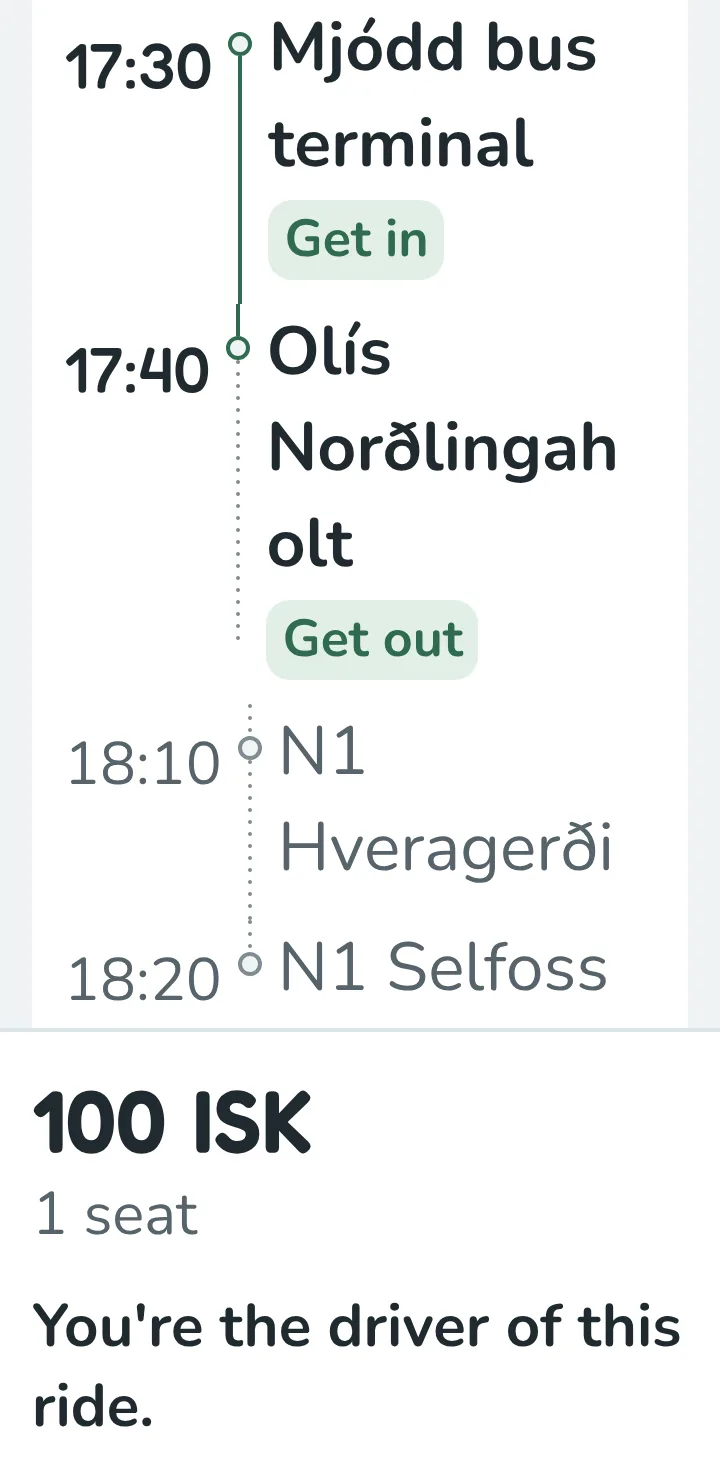 17:30 Mjódd bus
terminal
Get in
17:40 Olís
Norðlingah
olt
Get out
18:10 N1
Hveragerði
18:20 N1 Selfoss
100 ISK
1 seat
You're the driver of this
ride.